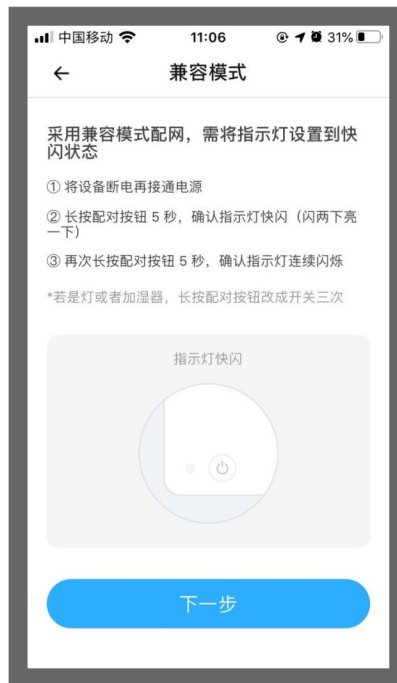 中国移动 11:06 31%
兼容模式
采用兼容模式配网，需将指示灯设置到快
闪状态
① 将设备断电再接通电源
② 长按配对按钮 5 秒，确认指示灯快闪（闪两下亮
一下）
③ 再次长按配对按钮 5 秒，确认指示灯连续闪烁
*若是灯或者加湿器，长按配对按钮改成开关三次
指示灯快闪
下一步